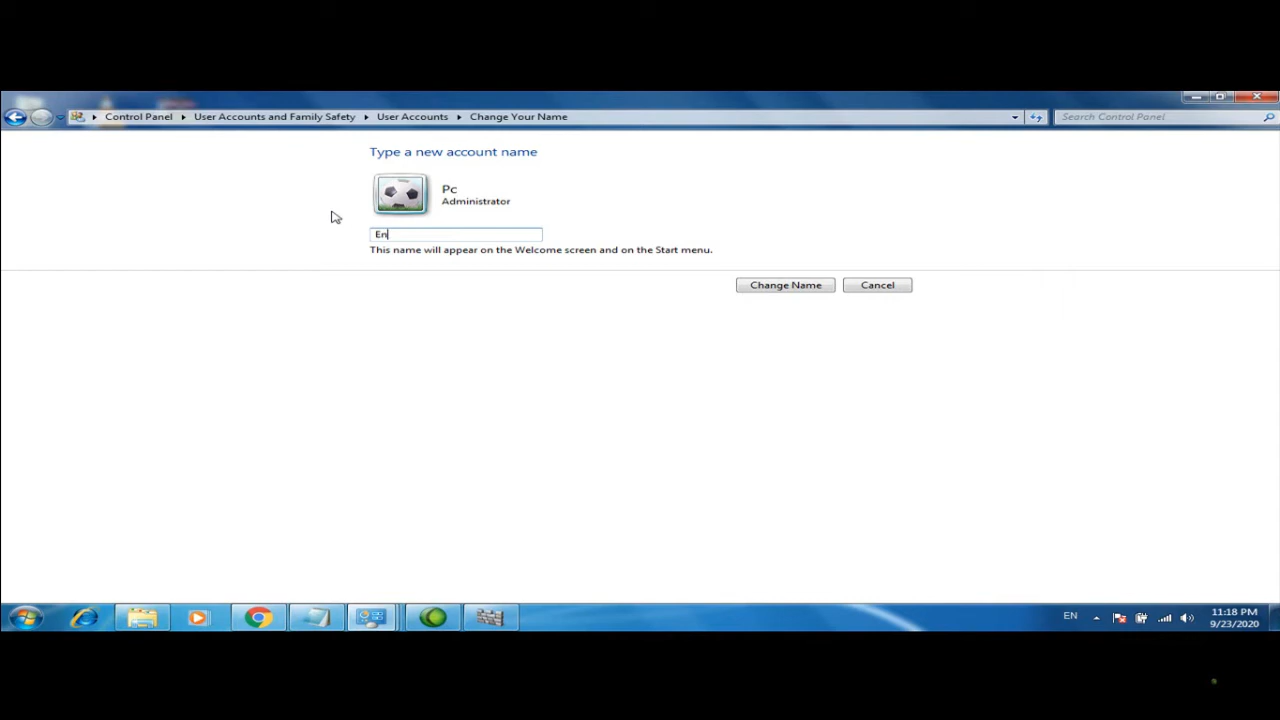 Control Panel User Accounts and Family Safety User Accounts Change Your Name
Search Control Panel
Type a new account name
Pc
Administrator
En
This name will appear on the Welcome screen and on the Start menu.
Change Name Cancel
EN
11:18 PM
9/23/2020